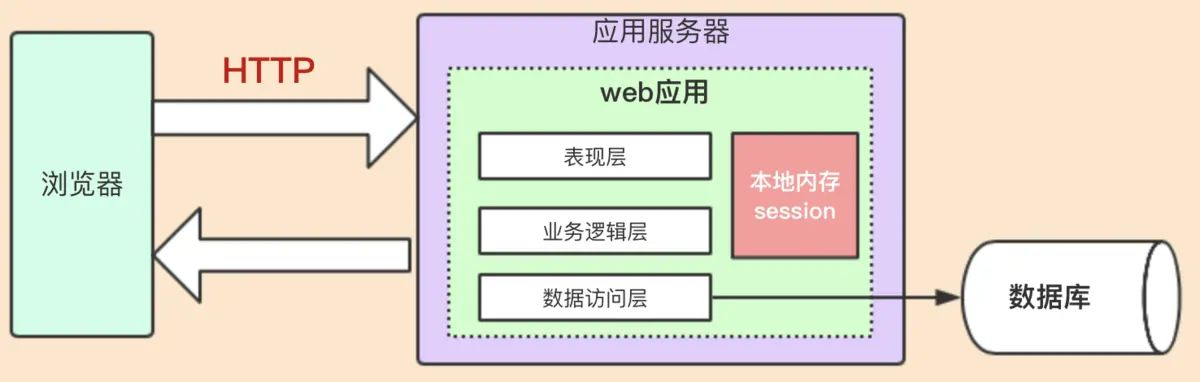 应用服务器
HTTP
web应用
表现层
本地内存
session
浏览器
业务逻辑层
数据访问层
数据库